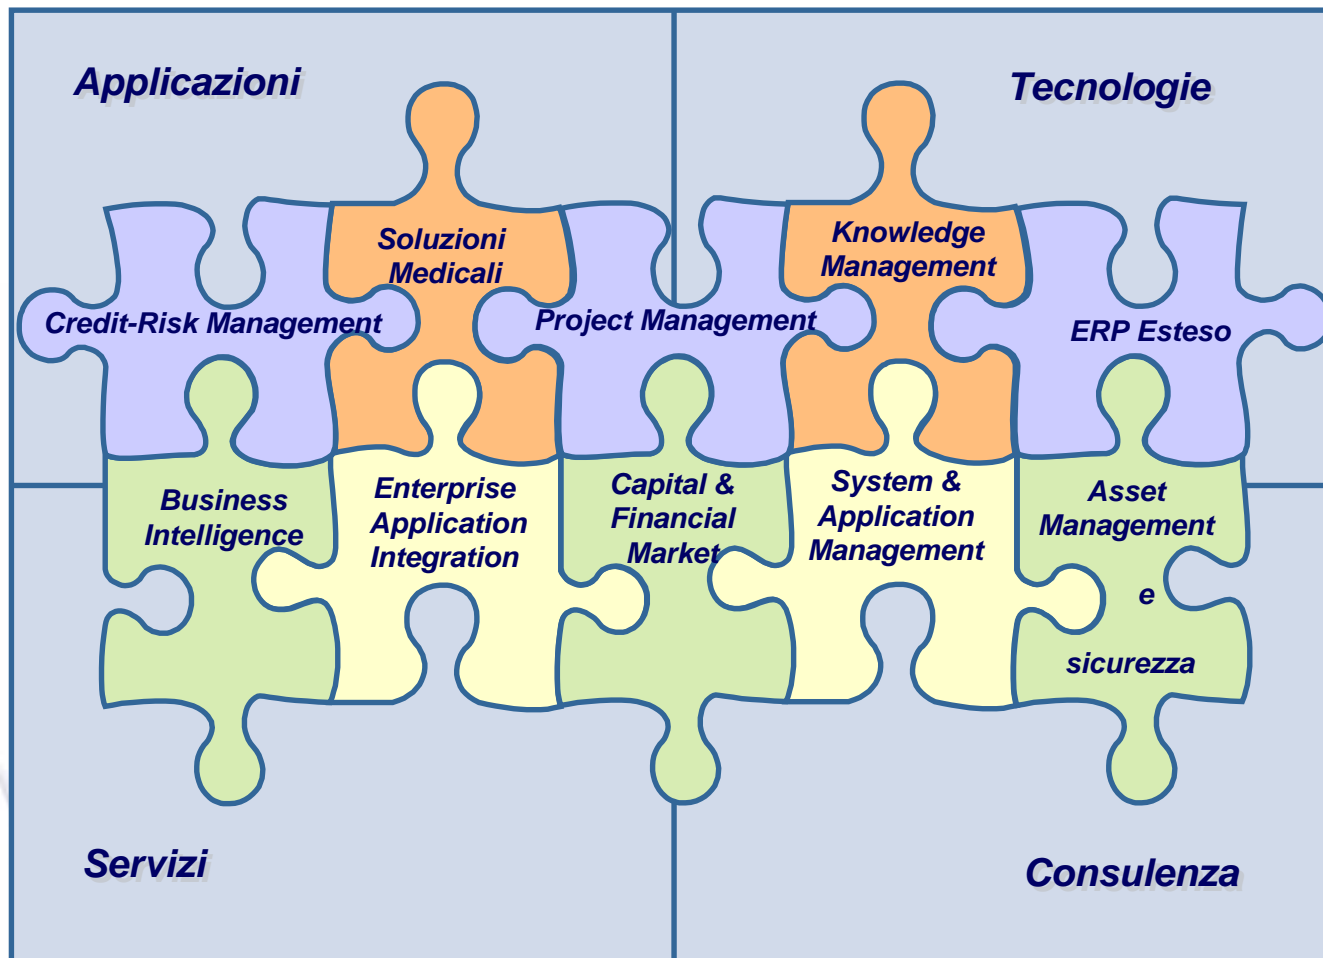 Applicazioni
Tecnologie
Soluzioni
Medicali
Knowledge
Management
Credit-Risk Management
Project Management
ERP Esteso
Business
Intelligence
Enterprise
Application
Integration
Capital &
Financial
Market
System &
Application
Management
Asset
Management
e
sicurezza
Servizi
Consulenza